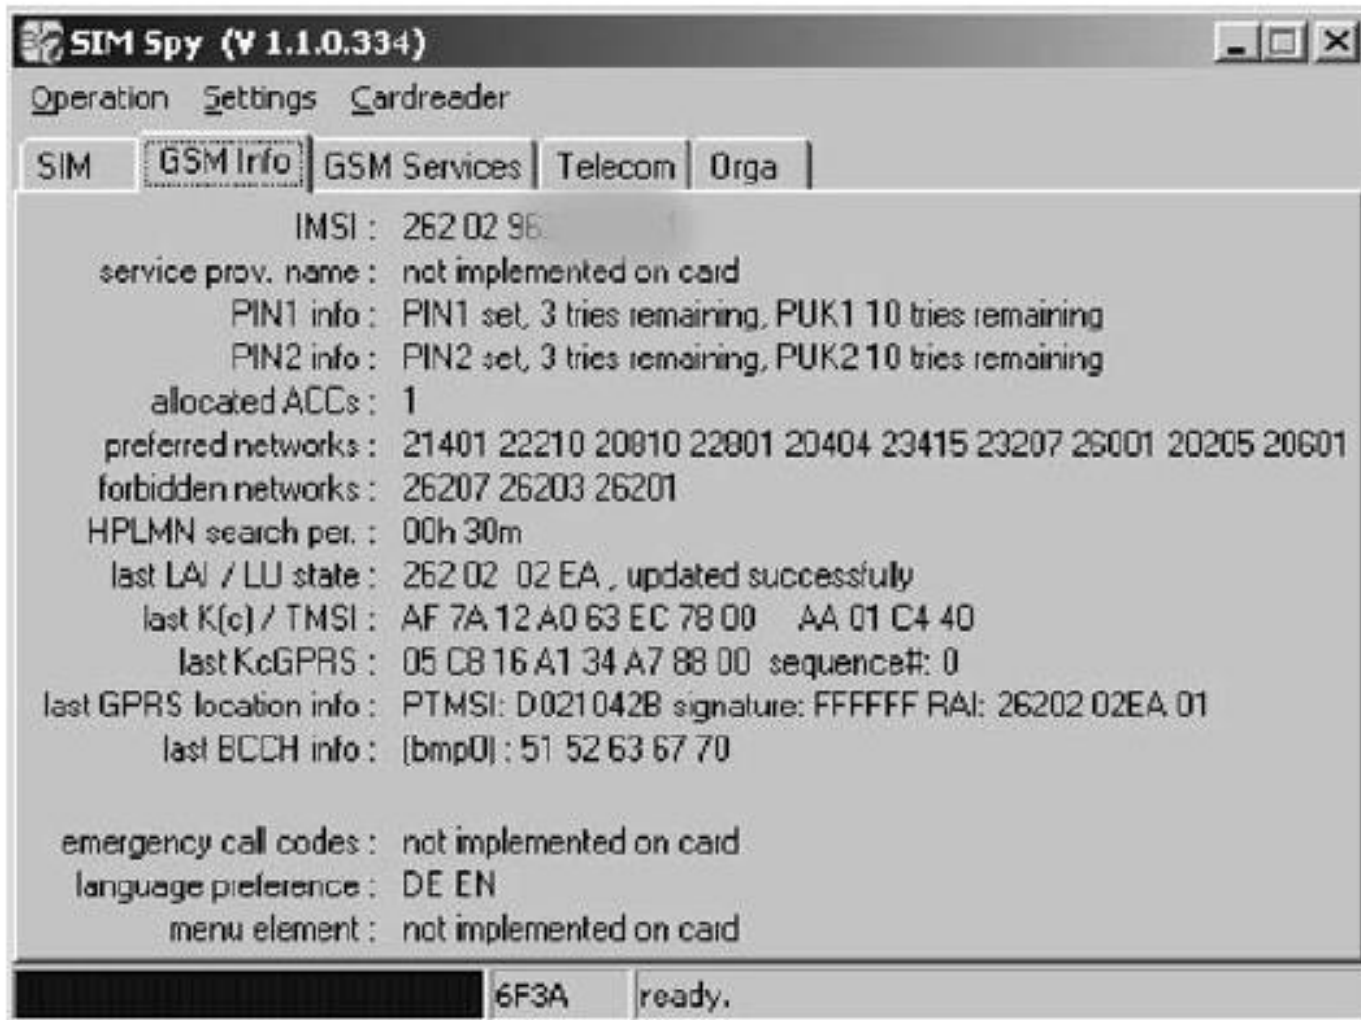 SIM Spy (V 1.1.0.334)
Operation Settings Cardreader
SIM GSM Info GSM Services Telecom Orga
IMSI : 262 02 96
service prov. name : not implemented on card
PIN1 info : PIN1 set, 3 tries remaining, PUK1 10 tries remaining
PIN2 info : PIN2 set, 3 tries remaining, PUK2 10 tries remaining
allocated ACCs : 1
preferred networks : 21401 22210 20810 22801 20404 23415 23207 26001 20205 20601
forbidden networks : 26207 26203 26201
HPLMN search per. : 00h 30m
last LAI / LU state : 262 02 02 EA , updated successfully
last K(c) / TMSI : AF 7A 12 A0 63 EC 78 00 AA 01 C4 40
last KcGPRS : 05 C8 16 A1 34 A7 88 00 sequence#: 0
last GPRS location info : PTMSI: D021042B signature: FFFFFF RAI: 26202 02EA 01
last BCCH info : (bmp0) : 51 52 63 67 70
emergency call codes : not implemented on card
language preference : DE EN
menu element : not implemented on card
6F3A ready.